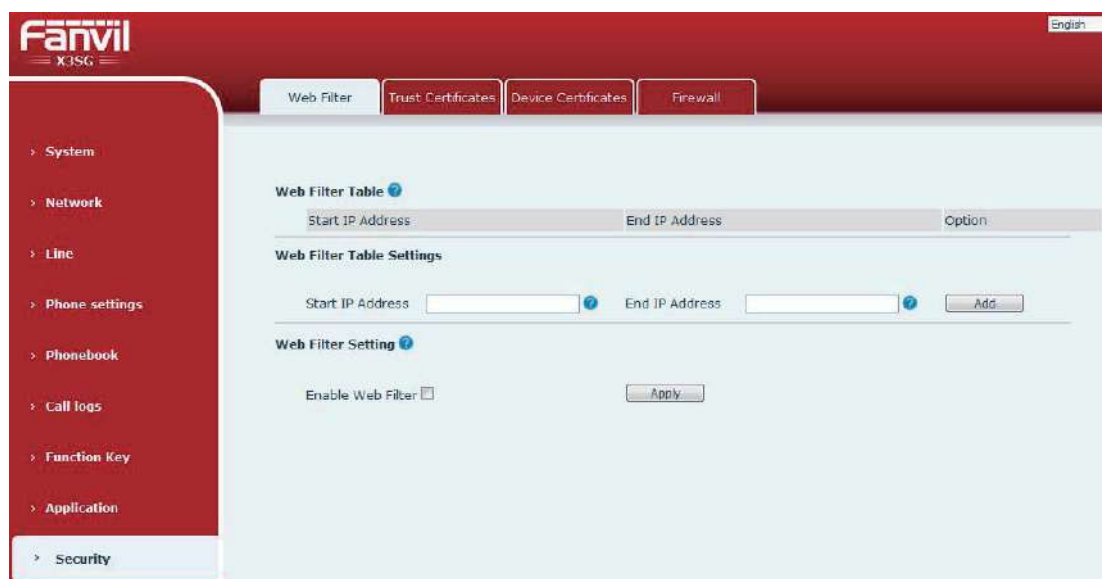 Fanvil
X3SG
English
Web Filter
Trust Certificates
Device Certificates
Firewall
System
Network
Line
Phone settings
Phonebook
Call logs
Function Key
Application
Security
Web Filter Table
Start IP Address End IP Address Option
Web Filter Table Settings
Start IP Address End IP Address Add
Web Filter Setting
Enable Web Filter Apply